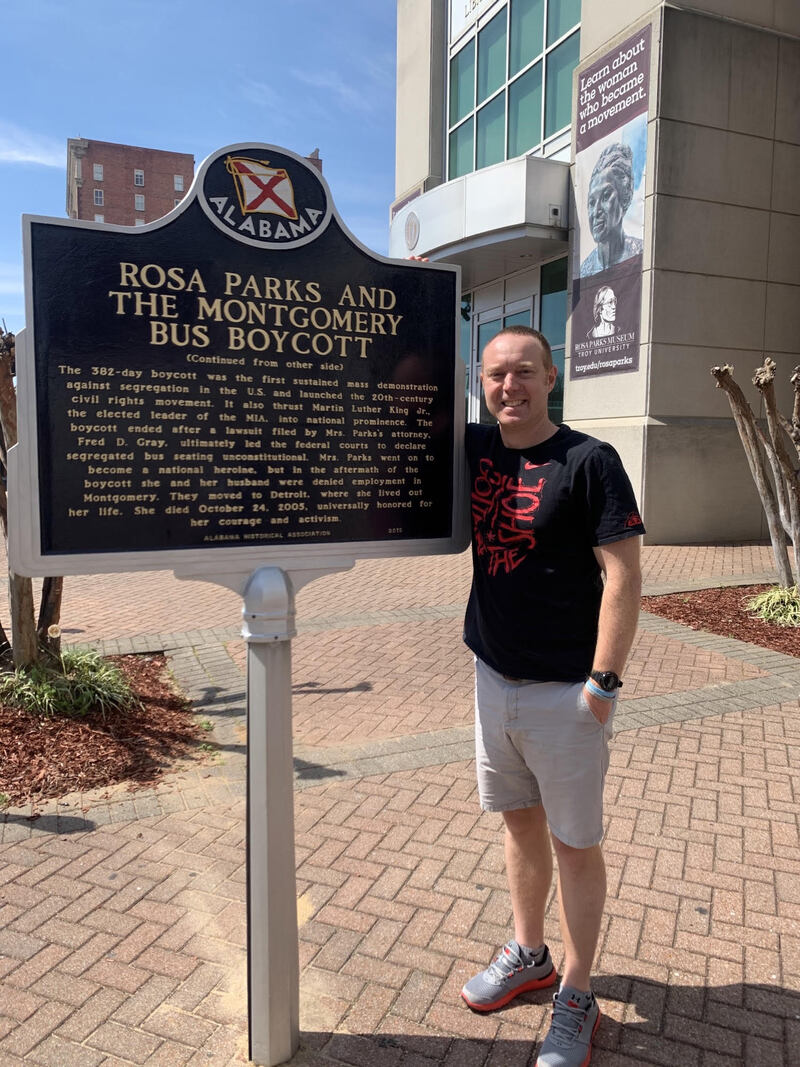 LIB
Learn about
the woman
who became
a movement.
ROSA PARKS MUSEUM
TROY UNIVERSITY
troy.edu/rosaparks
ALABAMA
ROSA PARKS AND
THE MONTGOMERY
BUS BOYCOTT
(Continued from other side)
The 382-day boycott was the first sustained mass demonstration
against segregation in the U.S. and launched the 20th-century
civil rights movement. It also thrust Martin Luther King Jr.,
the elected leader of the MIA, into national prominence. The
boycott ended after a lawsuit filed by Mrs. Parks's attorney,
Fred D. Gray, ultimately led the federal courts to declare
segregated bus seating unconstitutional. Mrs. Parks went on to
become a national heroine, but in the aftermath of the
boycott she and her husband were denied employment in
Montgomery. They moved to Detroit, where she lived out
her life. She died October 24, 2005, universally honored for
her courage and activism.
ALABAMA HISTORICAL ASSOCIATION
THE